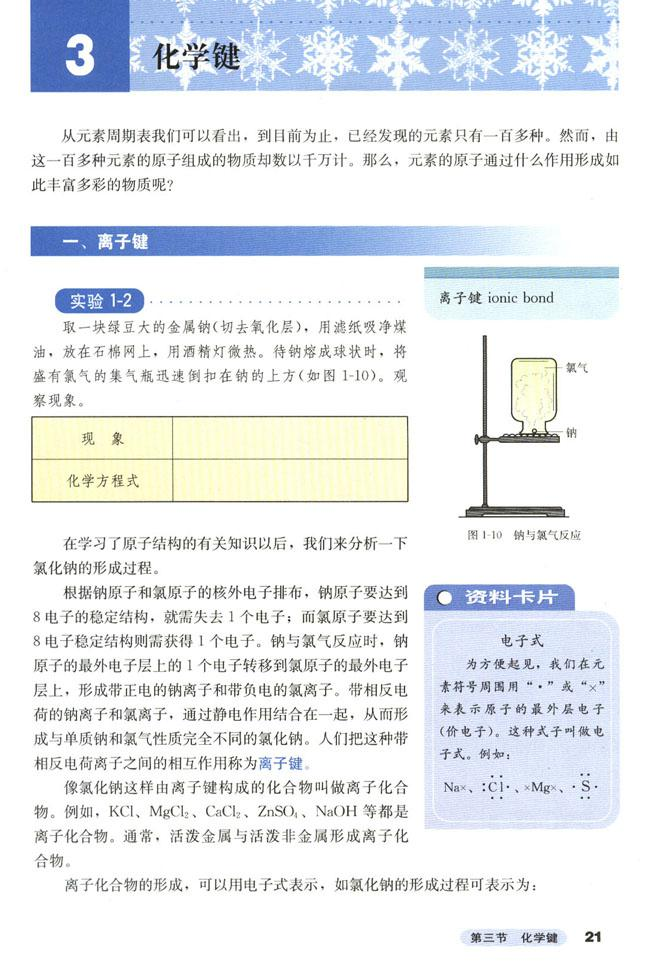 3 化学键
从元素周期表我们可以看出，到目前为止，已经发现的元素只有一百多种。然而，由
这一百多种元素的原子组成的物质却数以千万计。那么，元素的原子通过什么作用形成如
此丰富多彩的物质呢？
一、离子键
实验 1-2
取一块绿豆大的金属钠(切去氧化层)，用滤纸吸净煤
油，放在石棉网上，用酒精灯微热。待钠熔成球状时，将
盛有氯气的集气瓶迅速倒扣在钠的上方(如图 1-10)。观
察现象。
现 象
化学方程式
离子键 ionic bond
氯气
钠
图 1-10 钠与氯气反应
在学习了原子结构的有关知识以后，我们来分析一下
氯化钠的形成过程。
根据钠原子和氯原子的核外电子排布，钠原子要达到
8 电子的稳定结构，就需失去 1 个电子；而氯原子要达到
8 电子稳定结构则需获得 1 个电子。钠与氯气反应时，钠
原子的最外电子层上的 1 个电子转移到氯原子的最外电子
层上，形成带正电的钠离子和带负电的氯离子。带相反电
荷的钠离子和氯离子，通过静电作用结合在一起，从而形
成与单质钠和氯气性质完全不同的氯化钠。人们把这种带
相反电荷离子之间的相互作用称为离子键。
像氯化钠这样由离子键构成的化合物叫做离子化合
物。例如，KCl、MgCl₂、CaCl₂、ZnSO₄、NaOH 等都是
离子化合物。通常，活泼金属与活泼非金属形成离子化
合物。
资料卡片
电子式
为方便起见，我们在元
素符号周围用“·”或“×”
来表示原子的最外层电子
(价电子)。这种式子叫做电
子式。例如：
Na×、:C̈l̤·、×Mg×、·S̤̈·
离子化合物的形成，可以用电子式表示，如氯化钠的形成过程可表示为：
第三节 化学键 21